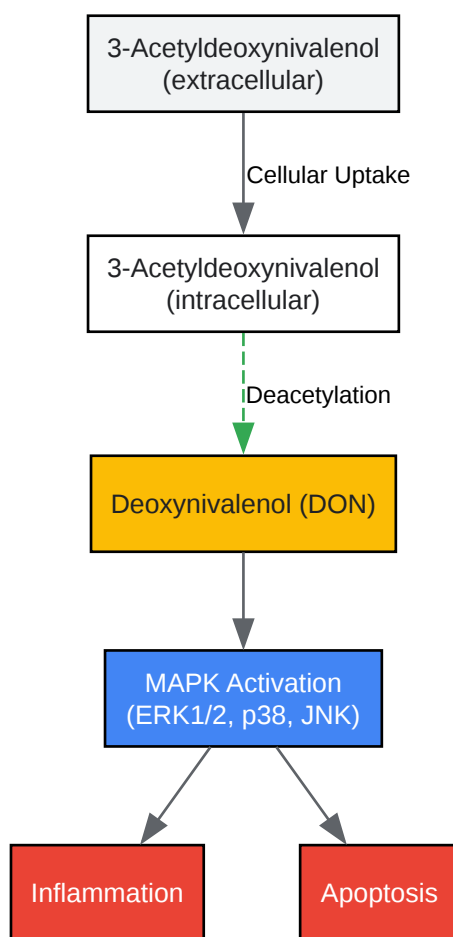 3-Acetyldeoxynivalenol
(extracellular)
Cellular Uptake
3-Acetyldeoxynivalenol
(intracellular)
Deacetylation
Deoxynivalenol (DON)
MAPK Activation
(ERK1/2, p38, JNK)
Inflammation
Apoptosis